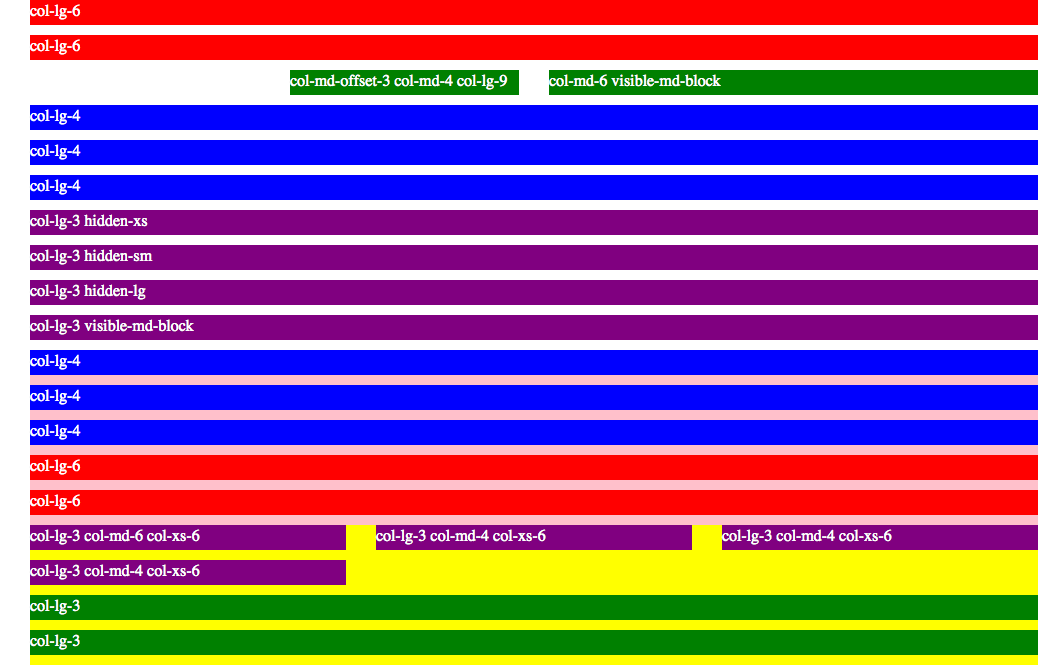 col-lg-6
col-lg-6
col-md-offset-3 col-md-4 col-lg-9 col-md-6 visible-md-block
col-lg-4
col-lg-4
col-lg-4
col-lg-3 hidden-xs
col-lg-3 hidden-sm
col-lg-3 hidden-lg
col-lg-3 visible-md-block
col-lg-4
col-lg-4
col-lg-4
col-lg-6
col-lg-6
col-lg-3 col-md-6 col-xs-6 col-lg-3 col-md-4 col-xs-6 col-lg-3 col-md-4 col-xs-6
col-lg-3 col-md-4 col-xs-6
col-lg-3
col-lg-3